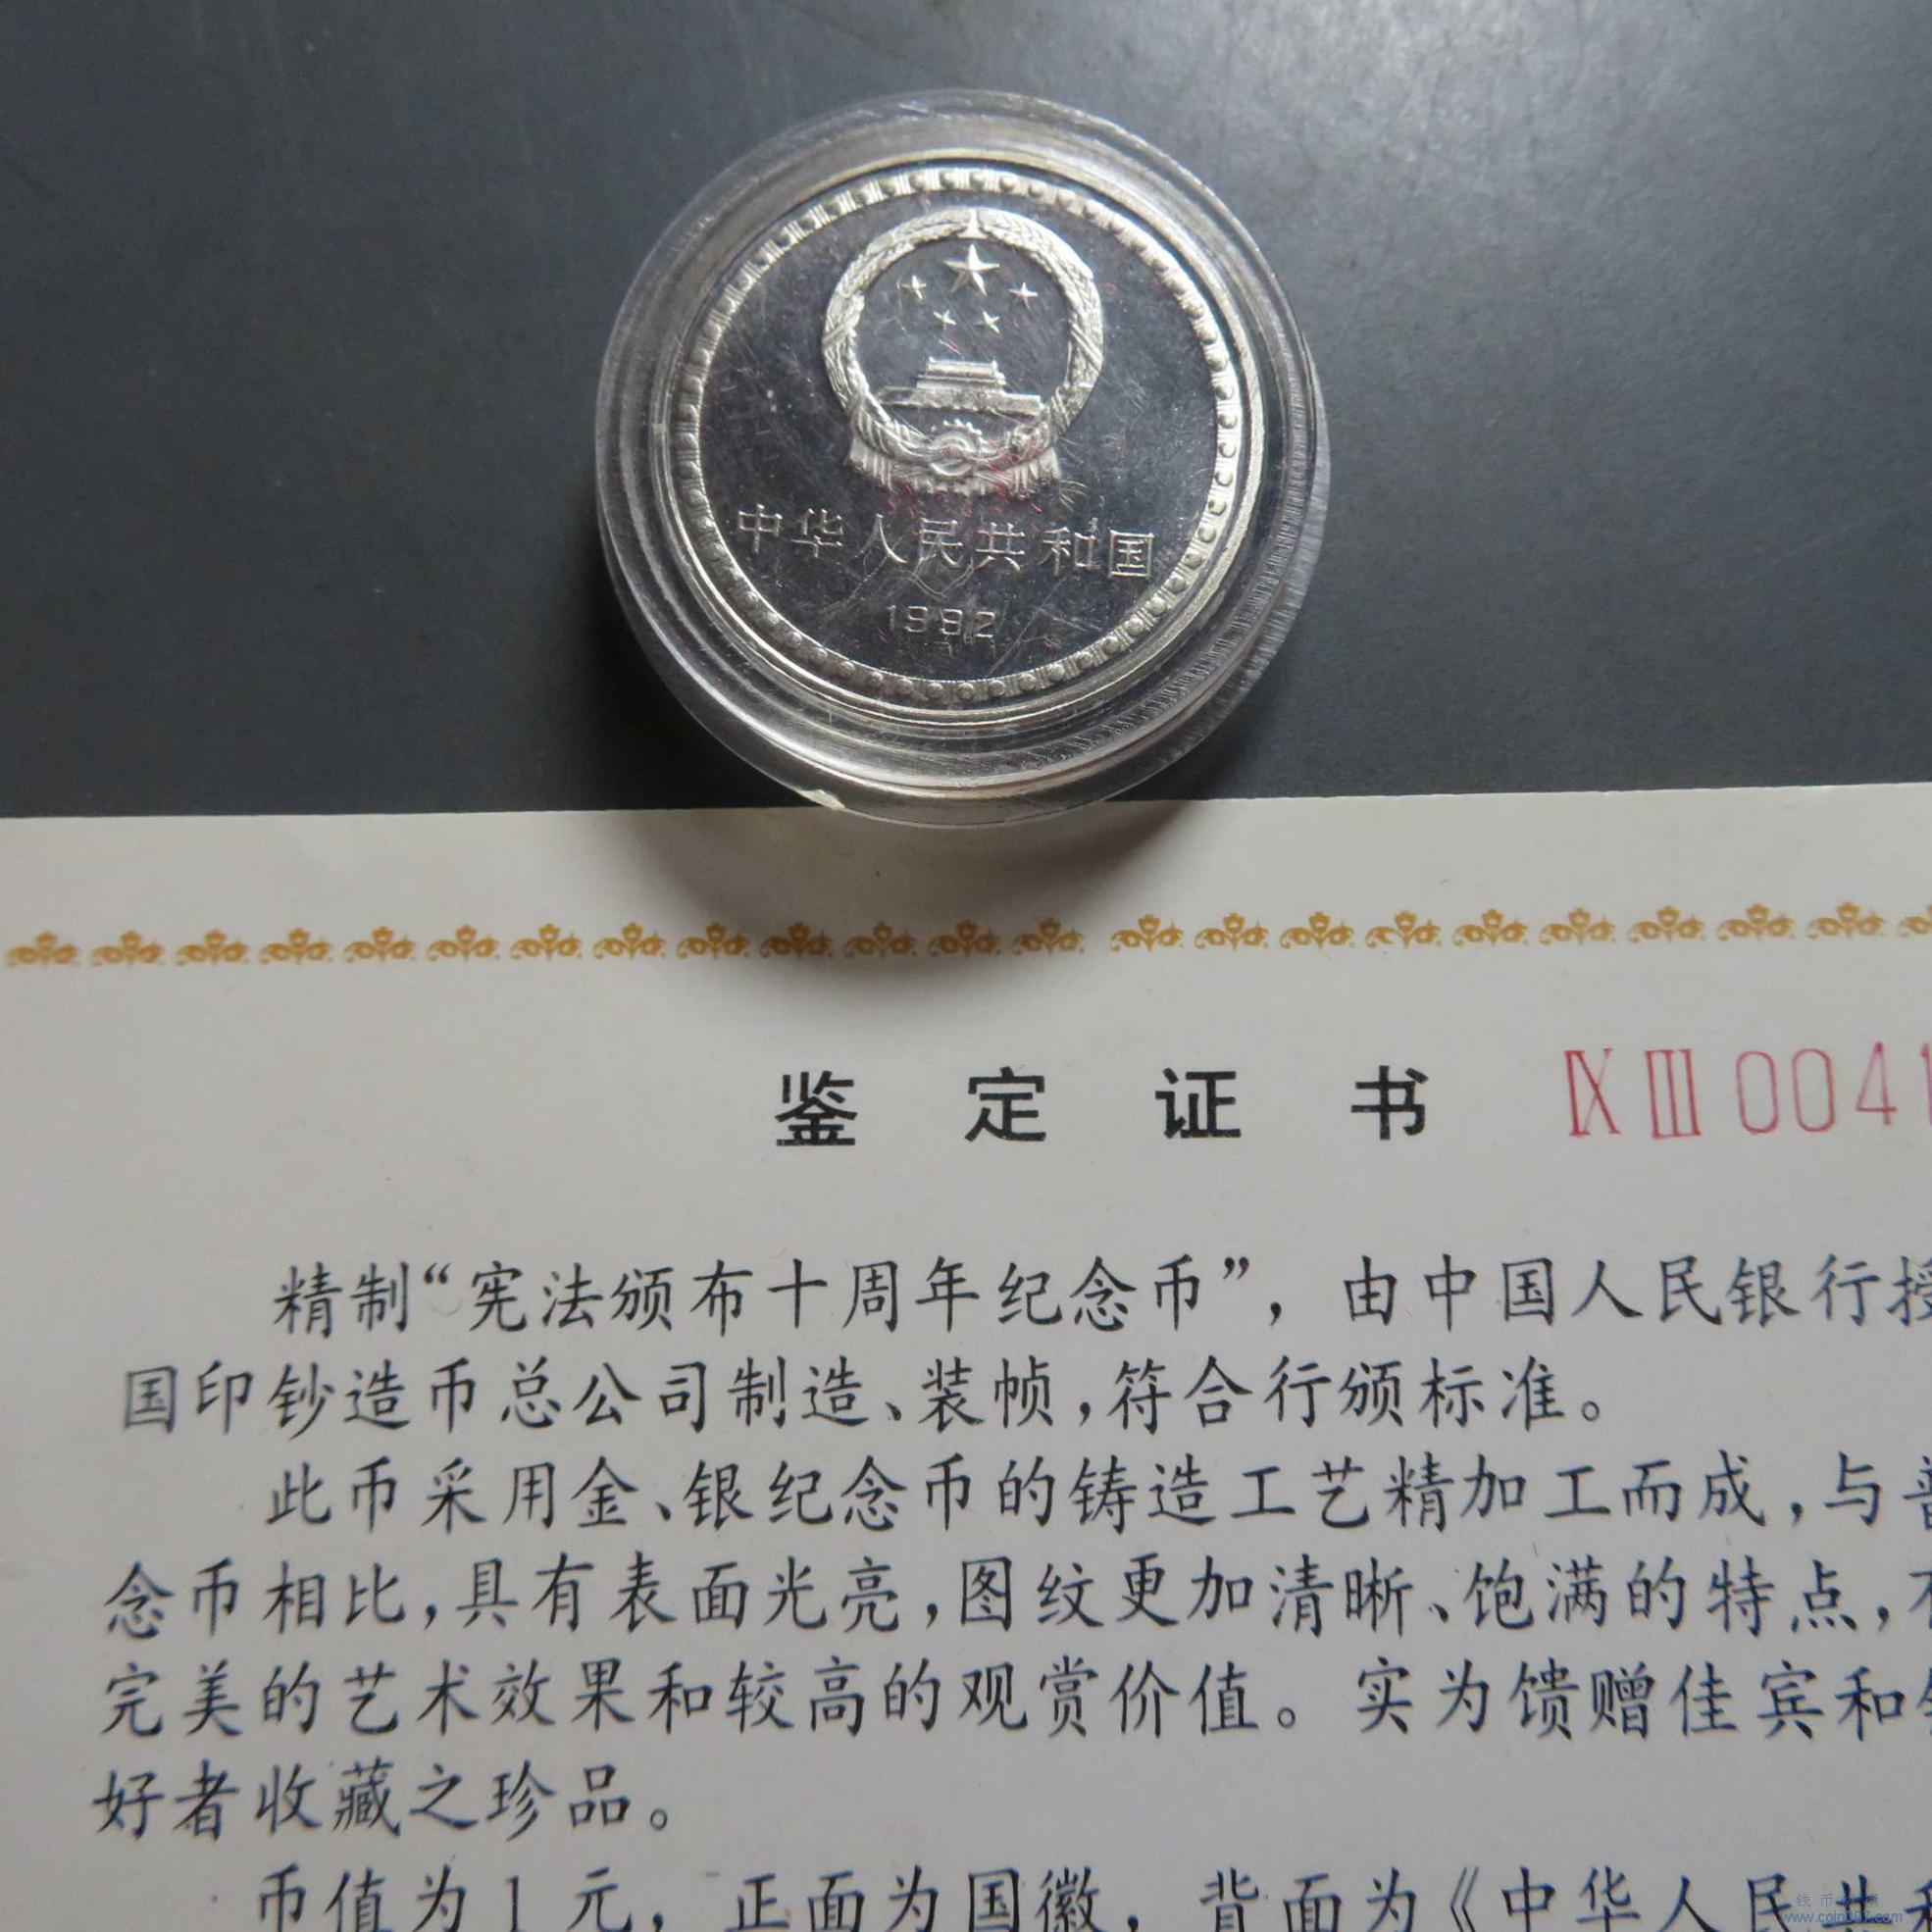 中华人民共和国
1992
鉴定证书 ⅨⅢ0041
精制“宪法颁布十周年纪念币”，由中国人民银行授
国印钞造币总公司制造、装帧，符合行颁标准。
此币采用金、银纪念币的铸造工艺精加工而成，与普
念币相比，具有表面光亮，图纹更加清晰、饱满的特点，有
完美的艺术效果和较高的观赏价值。实为馈赠佳宾和
好者收藏之珍品。
币值为1元，正面为国徽，背面为《中华人民共和
www.coin392.com